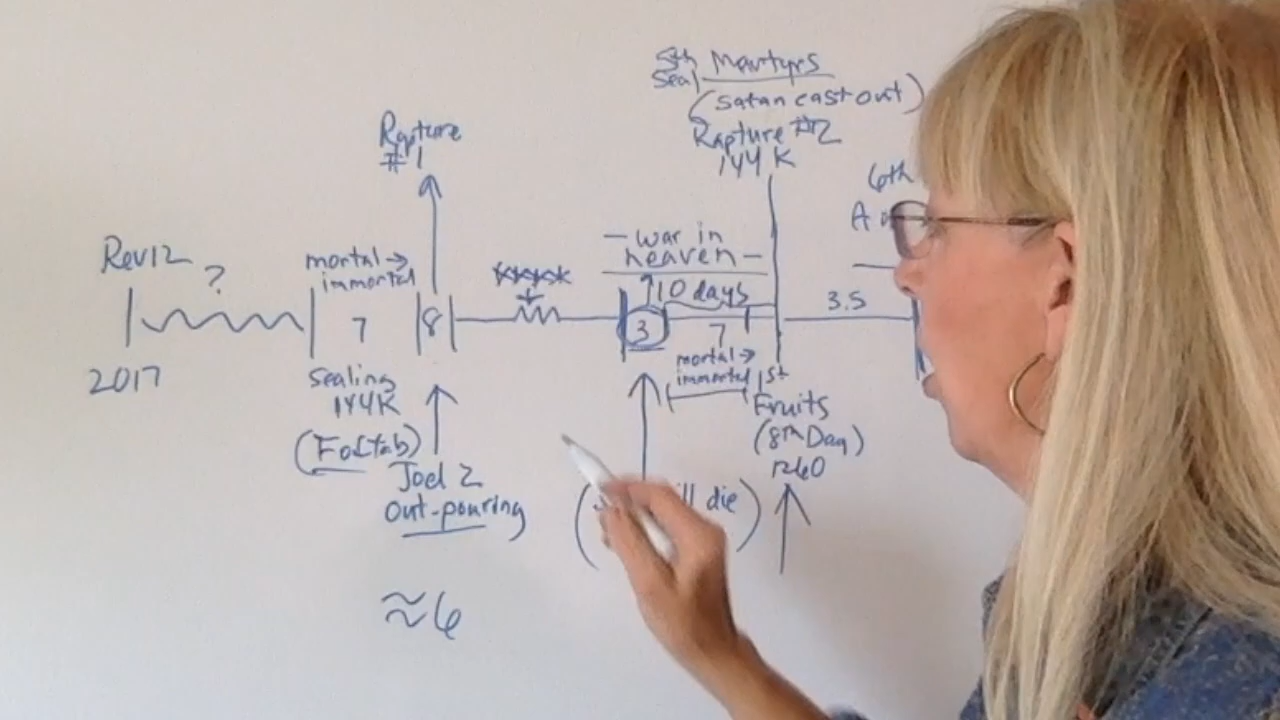 5th
Seal
Martyrs
(satan cast out)
Rapture #2
144K
Rapture
#1
6th
A
Rev12
?
mortal →
immortal
— war in
heaven —
10 days
7
8
3
7
3.5
2017
sealing
144K
(FoTab)
mortal →
immortal
1st
Fruits
(8th Day)
1260
Joel 2
out-pouring
(ll die)
≈6